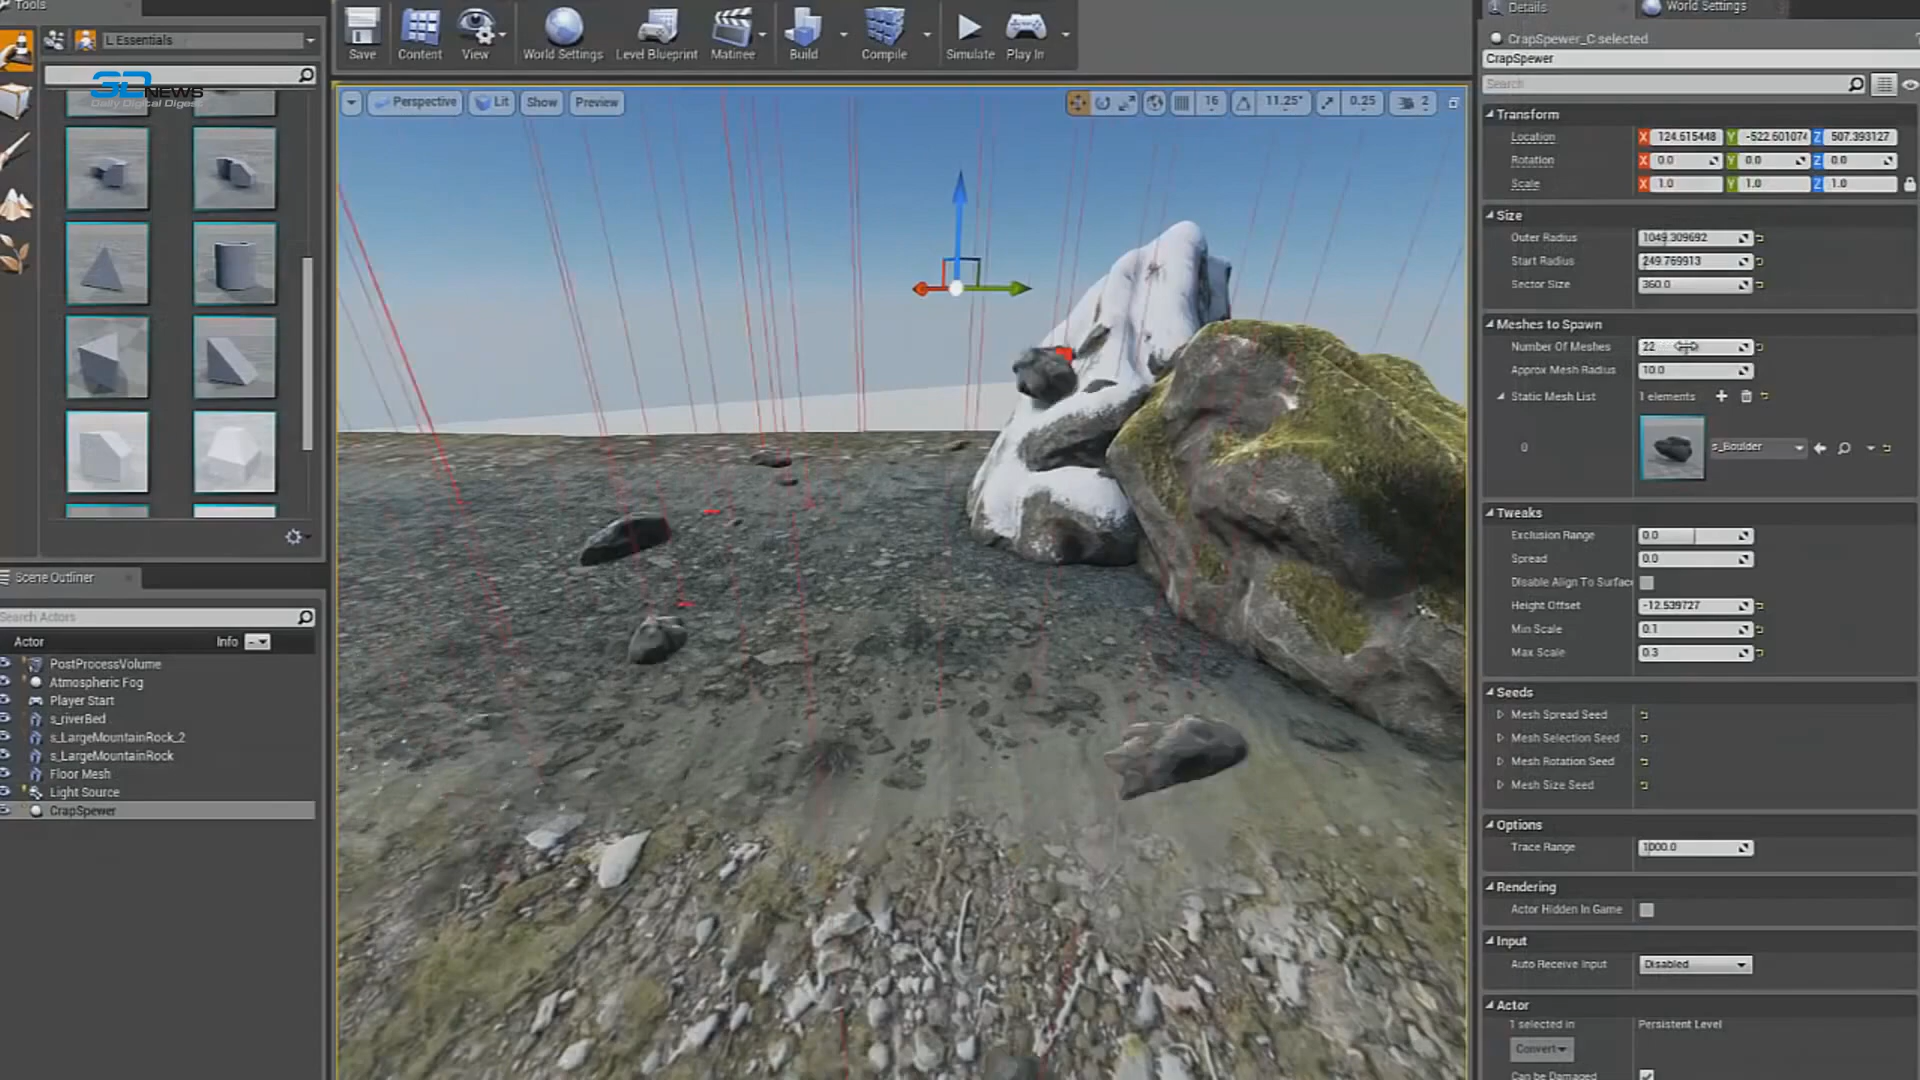 Tools
L Essentials
3DNEWS
Daily Digital Digest
Save
Content
View
World Settings
Level Blueprint
Matinee
Build
Compile
Simulate
Play In
Perspective
Lit
Show
Preview
16
11.25°
0.25
2
Scene Outliner
Search Actors
Actor
Info
PostProcessVolume
Atmospheric Fog
Player Start
s_riverBed
s_LargeMountainRock_2
s_LargeMountainRock
Floor Mesh
Light Source
CrapSpewer
Details
World Settings
CrapSpewer_C selected
CrapSpewer
Search
Transform
Location X 124.615448 Y -522.601074 Z 507.393127
Rotation X 0.0 Y 0.0 Z 0.0
Scale X 1.0 Y 1.0 Z 1.0
Size
Outer Radius 1049.309692
Start Radius 249.769913
Sector Size 360.0
Meshes to Spawn
Number Of Meshes 22
Approx Mesh Radius 10.0
Static Mesh List 1 elements
0 s_Boulder
Tweaks
Exclusion Range 0.0
Spread 0.0
Disable Align To Surfac
Height Offset -12.539727
Min Scale 0.1
Max Scale 0.3
Seeds
Mesh Spread Seed
Mesh Selection Seed
Mesh Rotation Seed
Mesh Size Seed
Options
Trace Range 1000.0
Rendering
Actor Hidden In Game
Input
Auto Receive Input Disabled
Actor
1 selected in Persistent Level
Convert
Can be Damaged